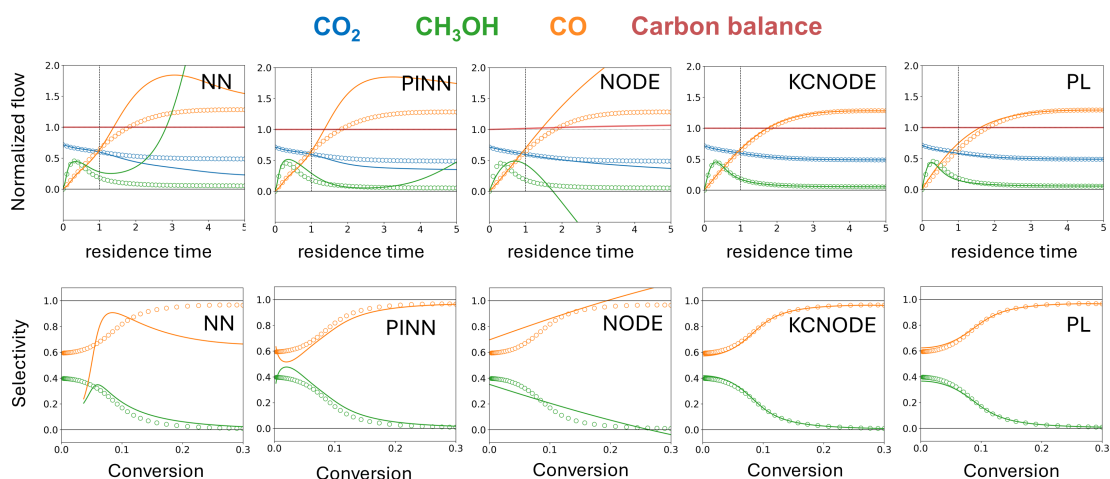 CO2 CH3OH CO Carbon balance
Normalized flow
2.0 1.5 1.0 0.5 0.0
NN
0 1 2 3 4 5
residence time
2.0 1.5 1.0 0.5 0.0
PINN
0 1 2 3 4 5
residence time
2.0 1.5 1.0 0.5 0.0
NODE
0 1 2 3 4 5
residence time
2.0 1.5 1.0 0.5 0.0
KCNODE
0 1 2 3 4 5
residence time
2.0 1.5 1.0 0.5 0.0
PL
0 1 2 3 4 5
residence time
Selectivity
1.0 0.8 0.6 0.4 0.2 0.0
NN
0.0 0.1 0.2 0.3
Conversion
1.0 0.8 0.6 0.4 0.2 0.0
PINN
0.0 0.1 0.2 0.3
Conversion
1.0 0.8 0.6 0.4 0.2 0.0
NODE
0.0 0.1 0.2 0.3
Conversion
1.0 0.8 0.6 0.4 0.2 0.0
KCNODE
0.0 0.1 0.2 0.3
Conversion
1.0 0.8 0.6 0.4 0.2 0.0
PL
0.0 0.1 0.2 0.3
Conversion